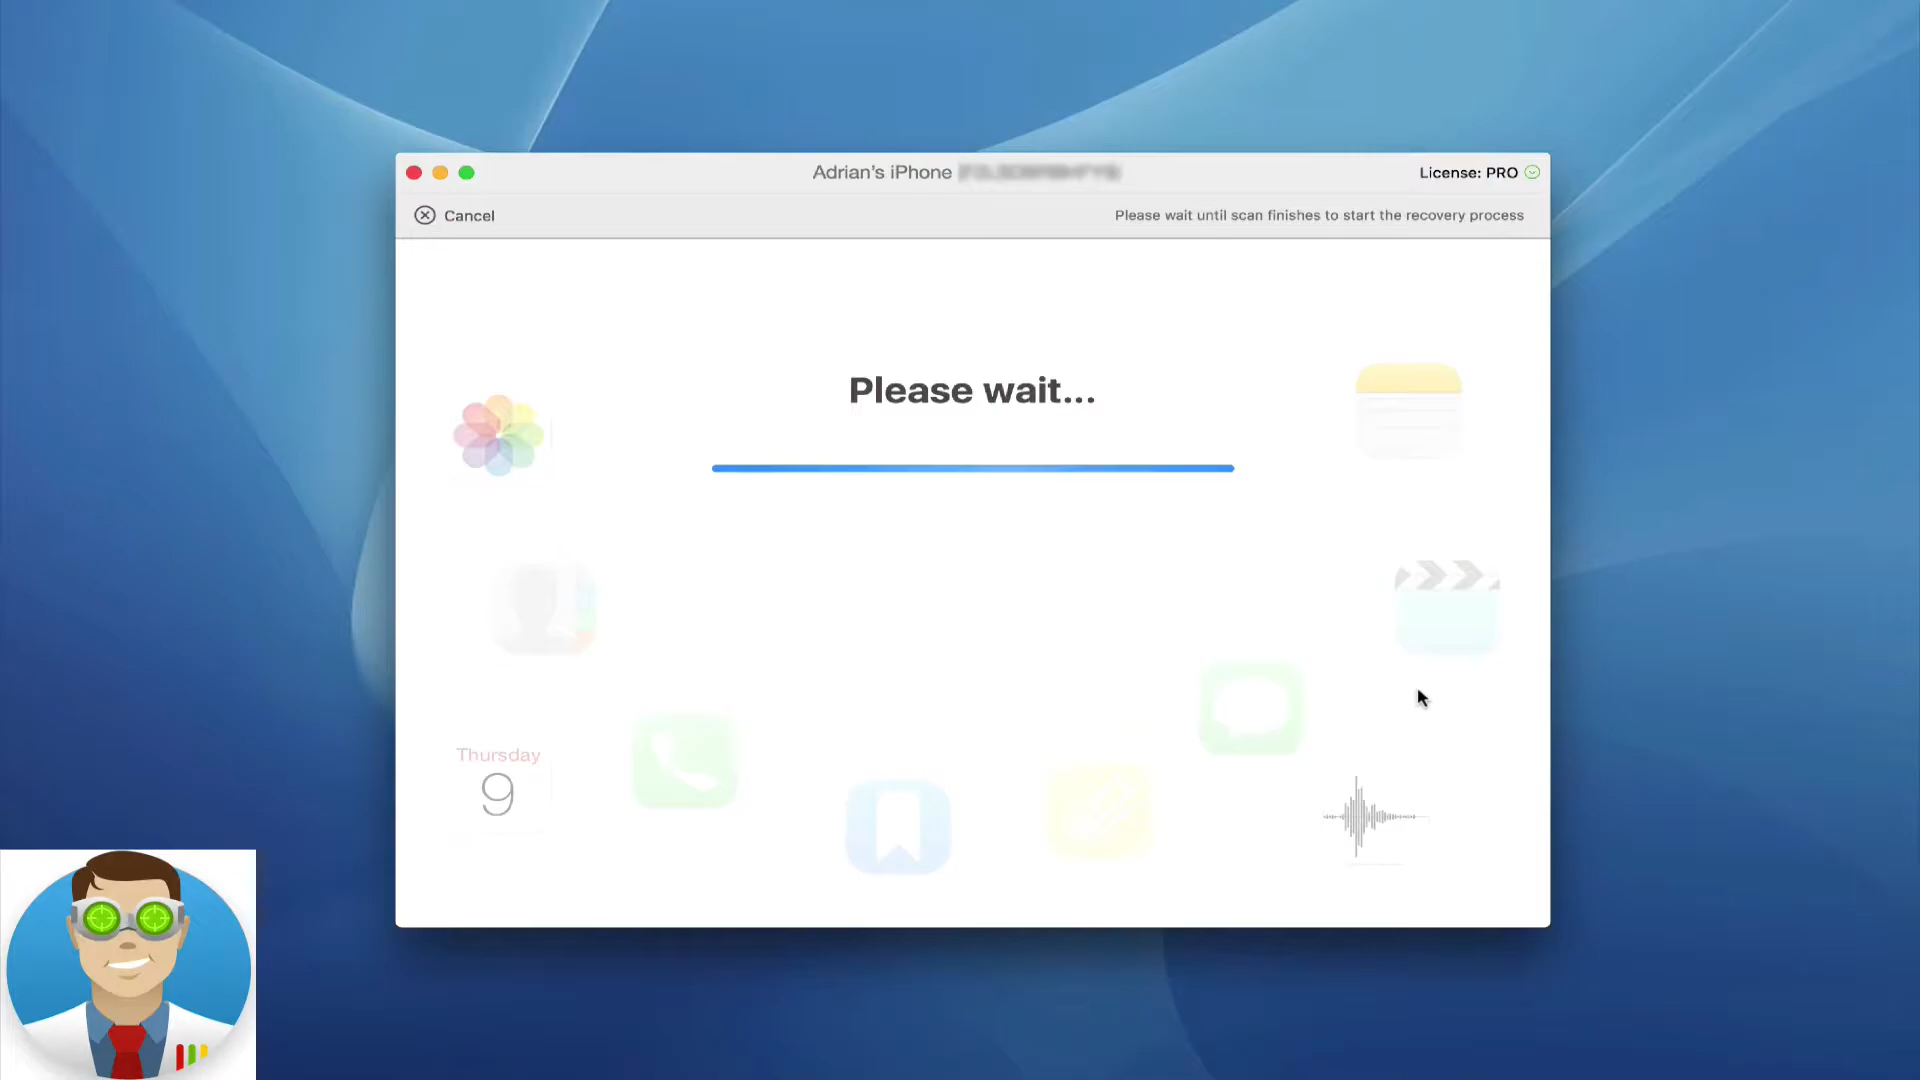 Adrian's iPhone
License: PRO
Cancel
Please wait until scan finishes to start the recovery process
Please wait...
Thursday
9